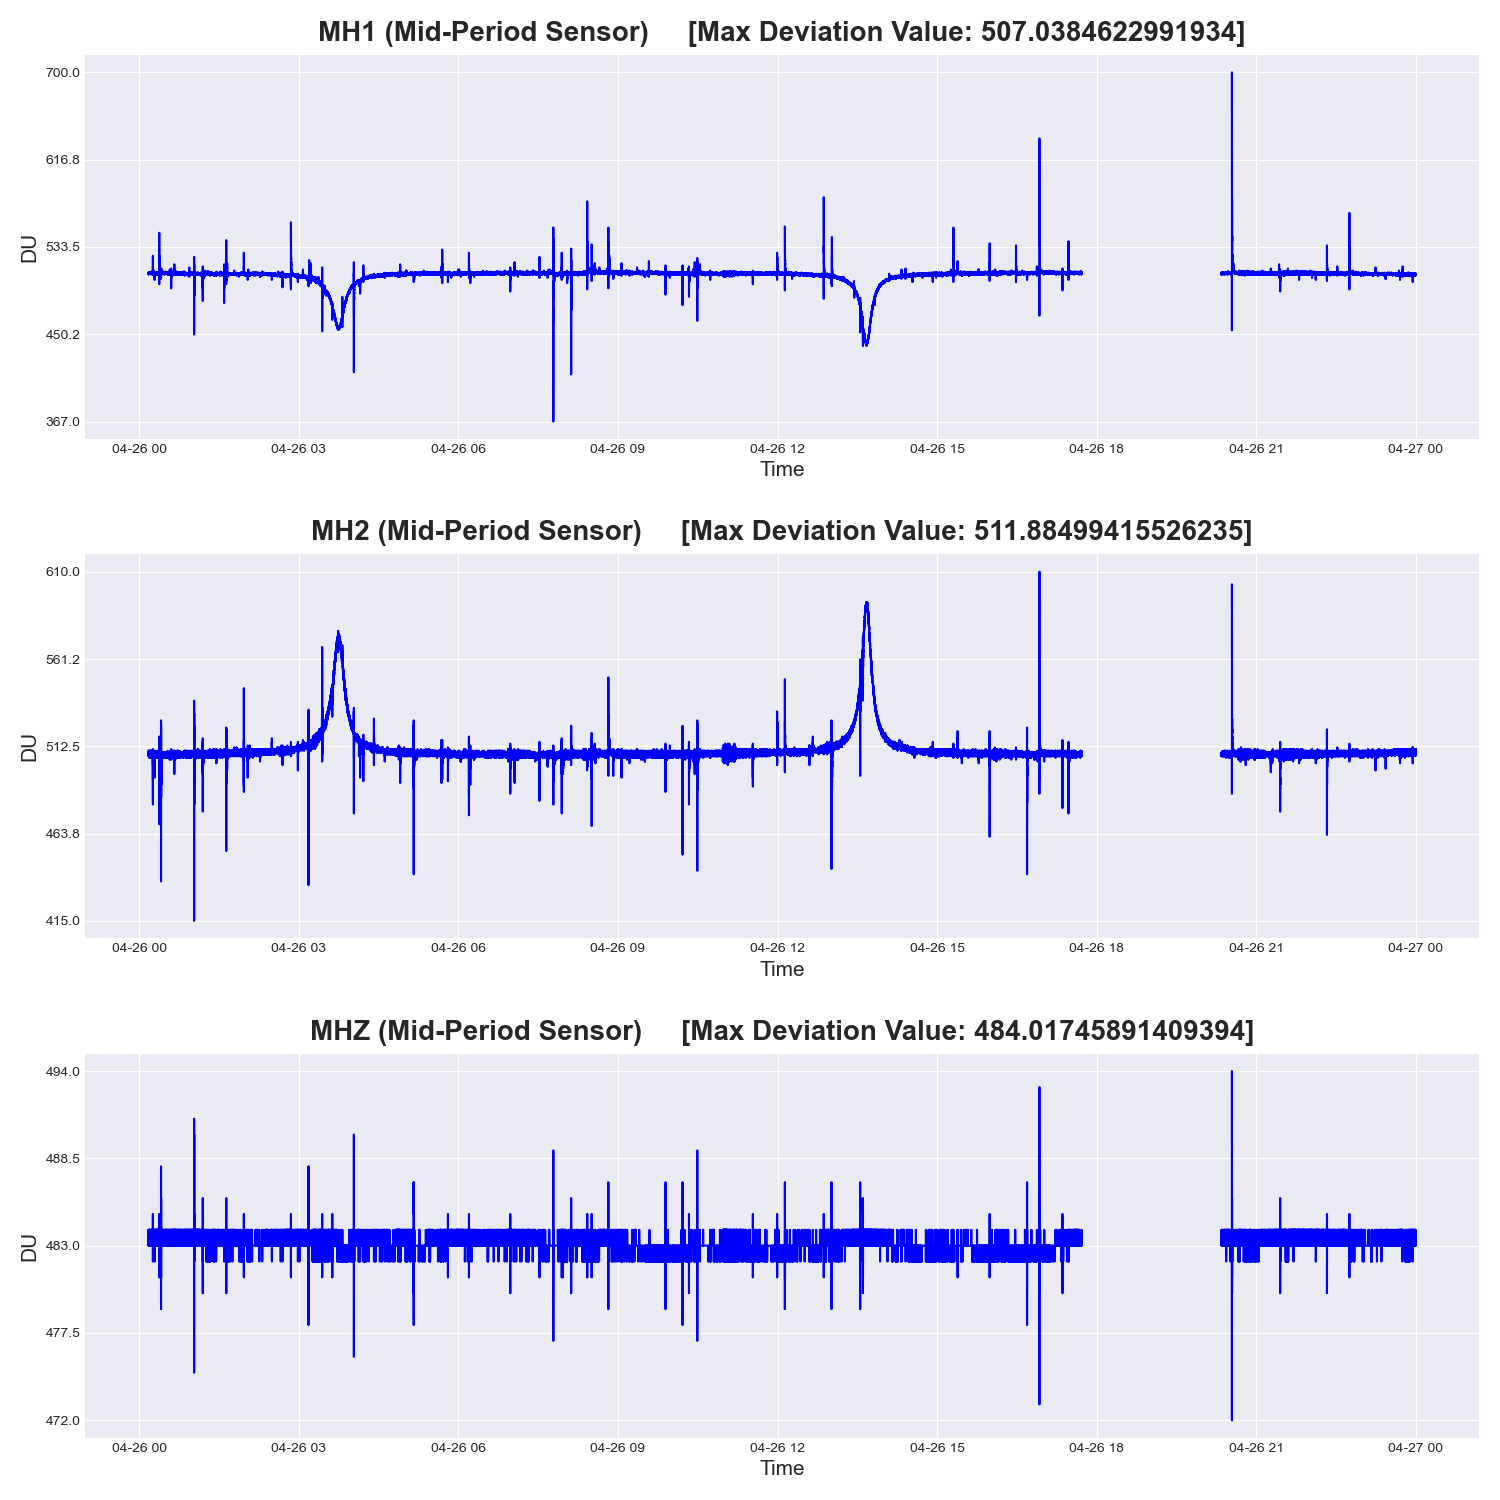 MH1 (Mid-Period Sensor) [Max Deviation Value: 507.0384622991934]
700.0
616.8
533.5
450.2
367.0
DU
04-26 00 04-26 03 04-26 06 04-26 09 04-26 12 04-26 15 04-26 18 04-26 21 04-27 00
Time
MH2 (Mid-Period Sensor) [Max Deviation Value: 511.88499415526235]
610.0
561.2
512.5
463.8
415.0
DU
04-26 00 04-26 03 04-26 06 04-26 09 04-26 12 04-26 15 04-26 18 04-26 21 04-27 00
Time
MHZ (Mid-Period Sensor) [Max Deviation Value: 484.01745891409394]
494.0
488.5
483.0
477.5
472.0
DU
04-26 00 04-26 03 04-26 06 04-26 09 04-26 12 04-26 15 04-26 18 04-26 21 04-27 00
Time